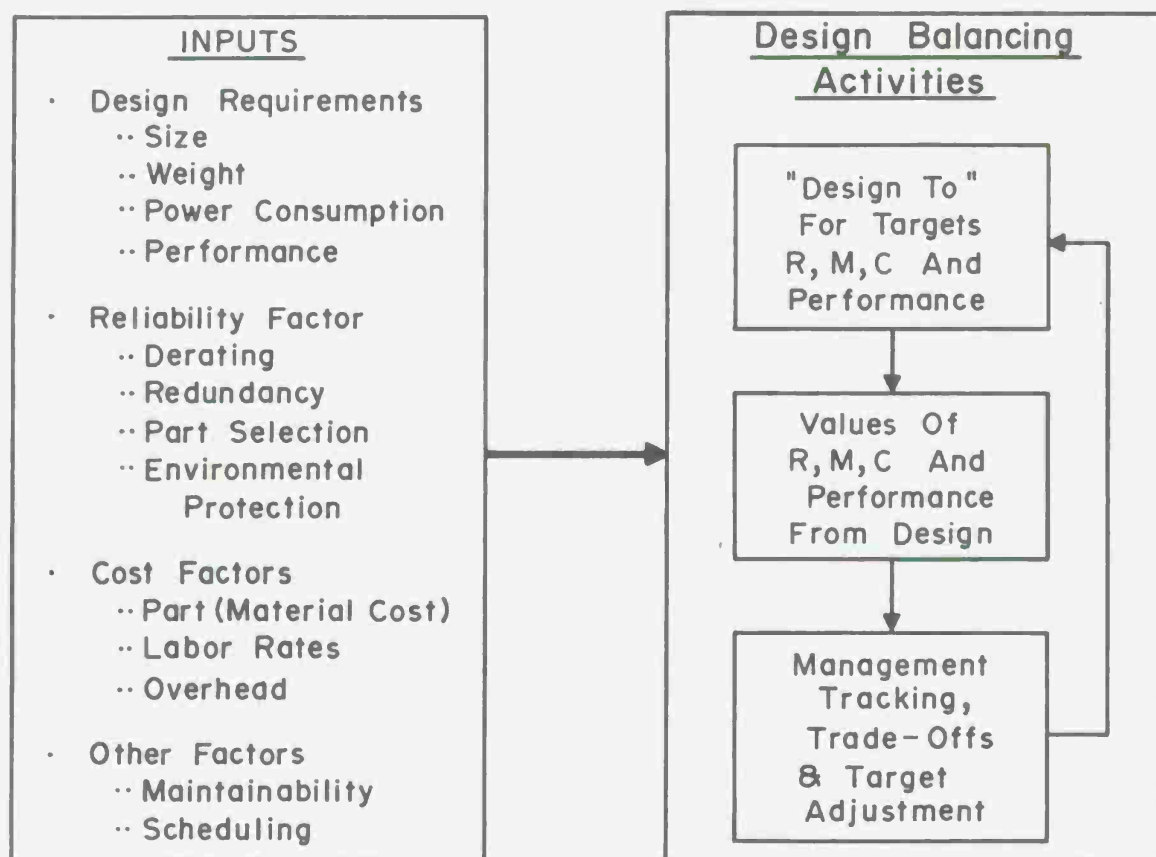 INPUTS
· Design Requirements
·· Size
·· Weight
·· Power Consumption
·· Performance
· Reliability Factor
·· Derating
·· Redundancy
·· Part Selection
·· Environmental
Protection
· Cost Factors
·· Part (Material Cost)
·· Labor Rates
·· Overhead
· Other Factors
·· Maintainability
·· Scheduling
Design Balancing
Activities
"Design To"
For Targets
R, M, C And
Performance
Values Of
R, M, C And
Performance
From Design
Management
Tracking,
Trade-Offs
& Target
Adjustment